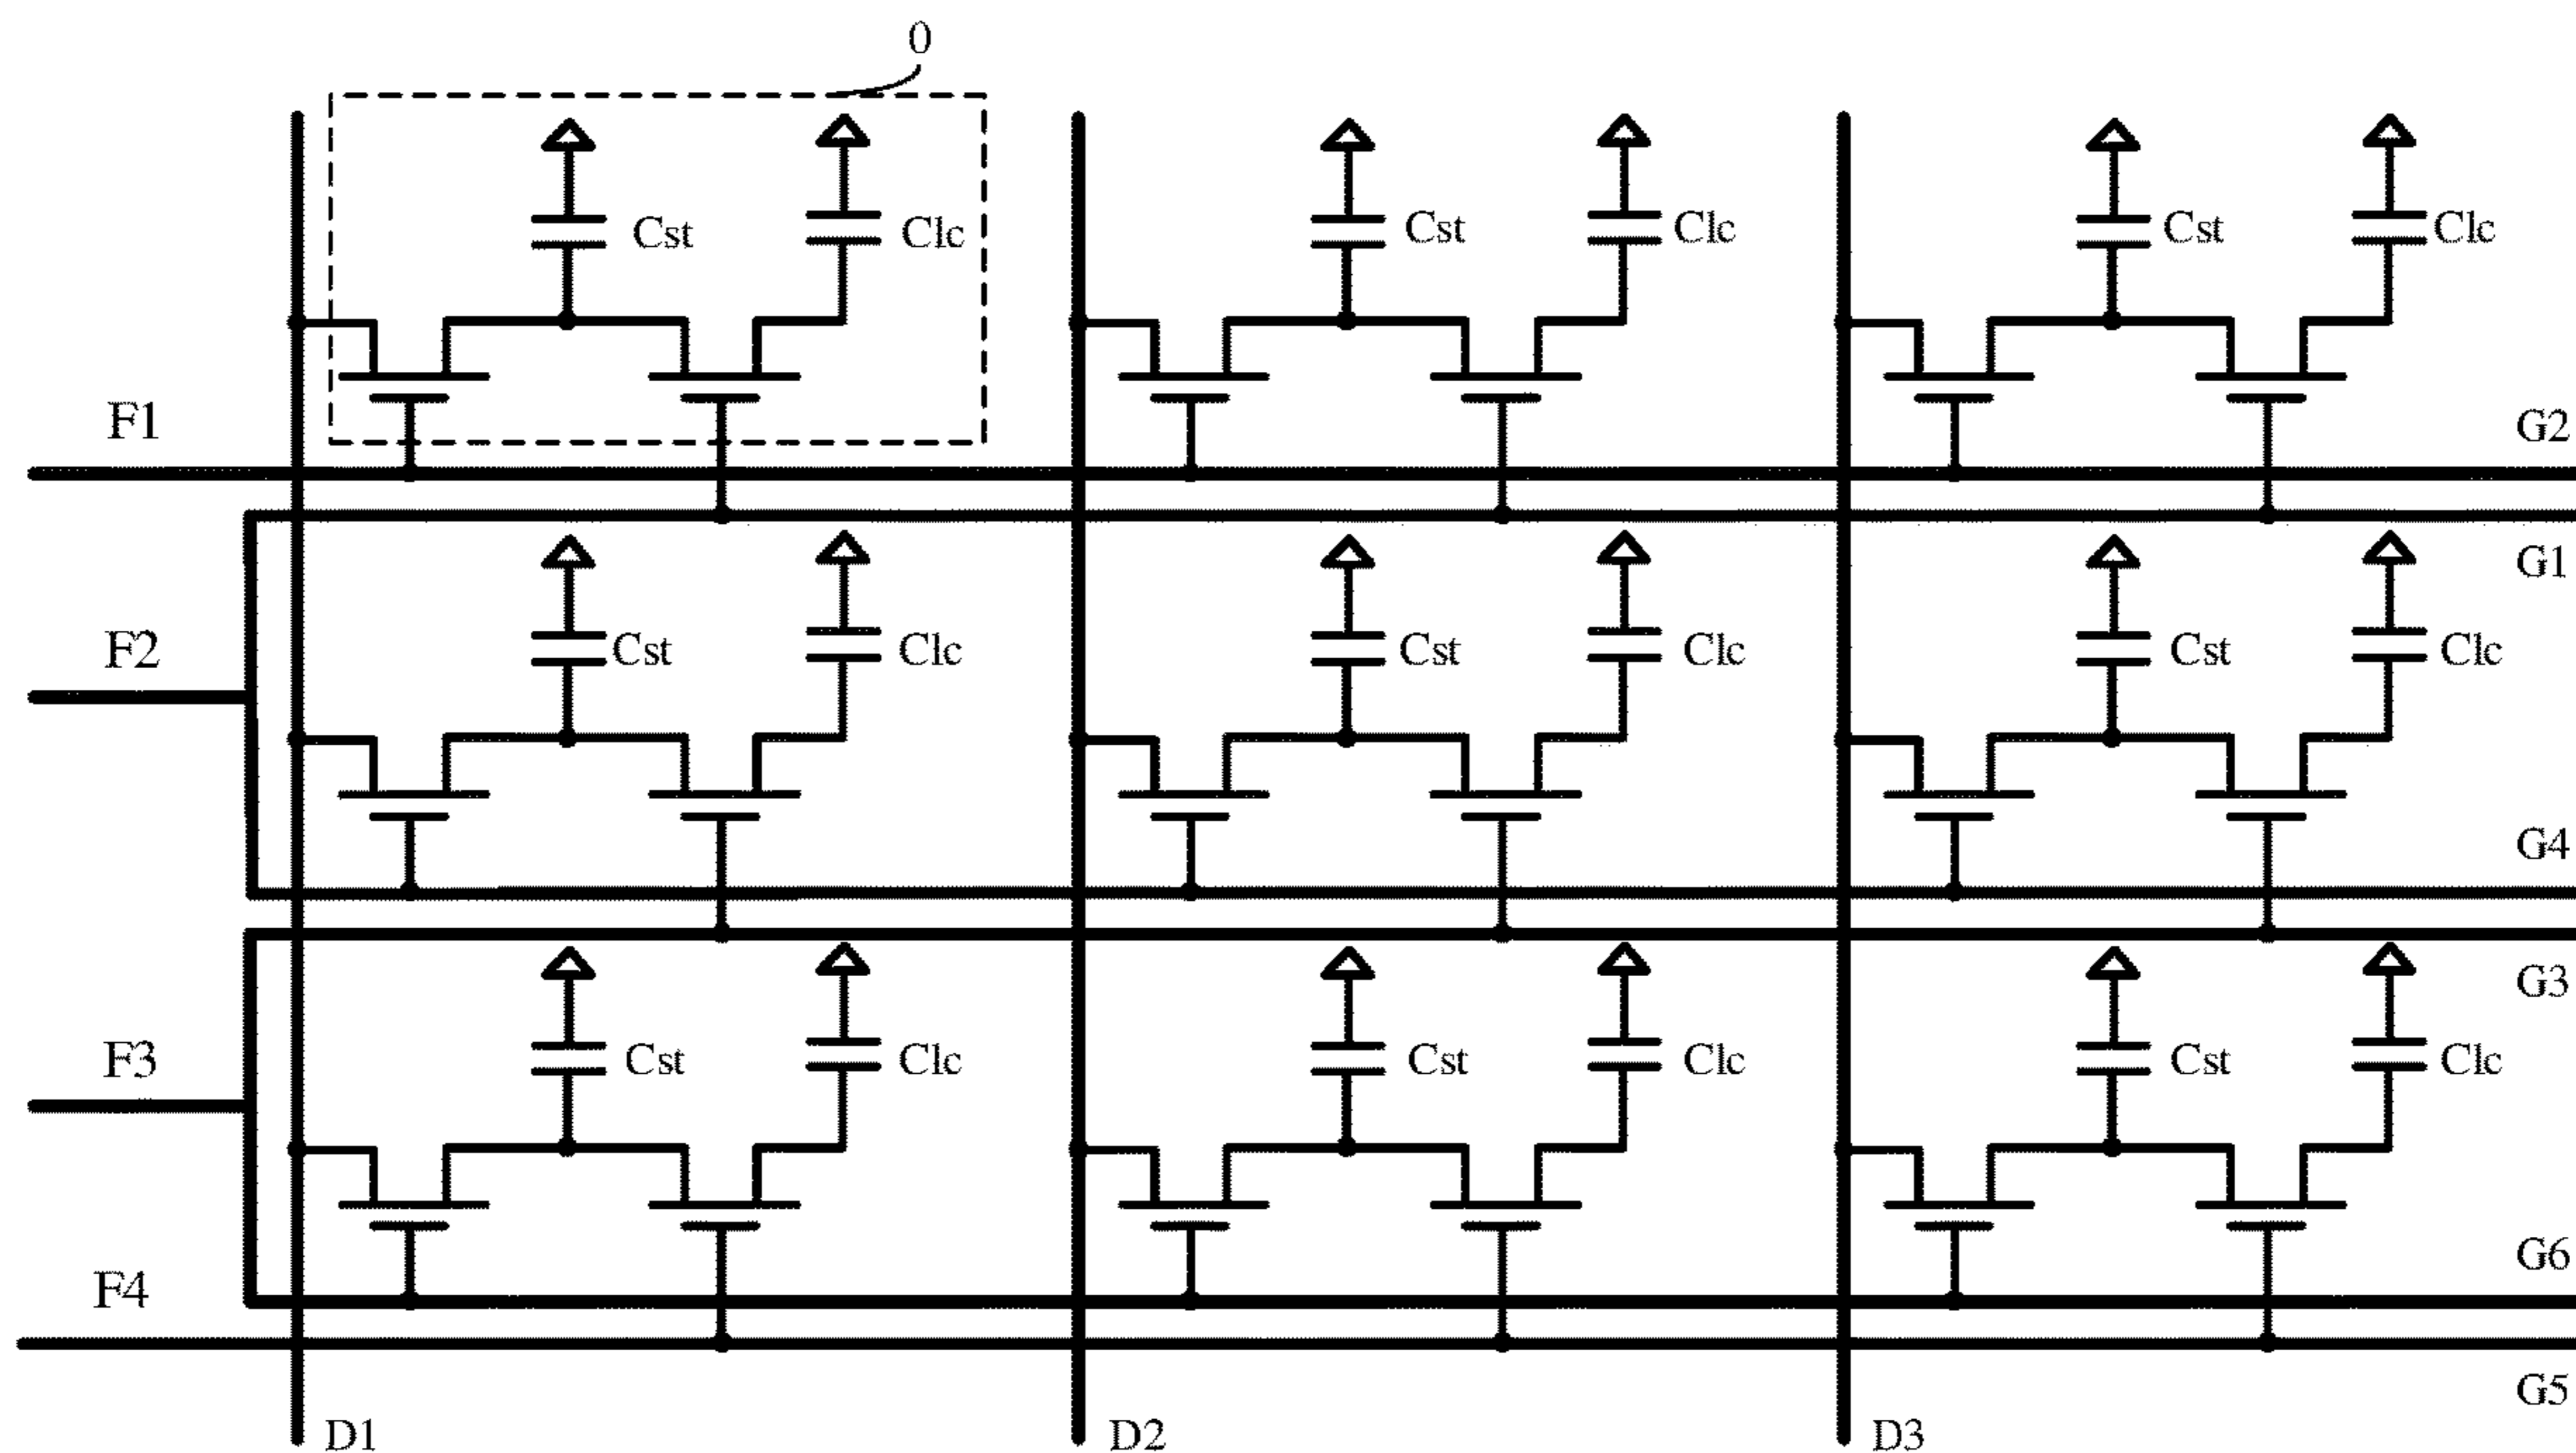 0
Cst Clc Cst Clc Cst Clc
F1 G2
G1
F2 Cst Clc Cst Clc Cst Clc
G4
G3
F3 Cst Clc Cst Clc Cst Clc
F4 G6
G5
D1 D2 D3